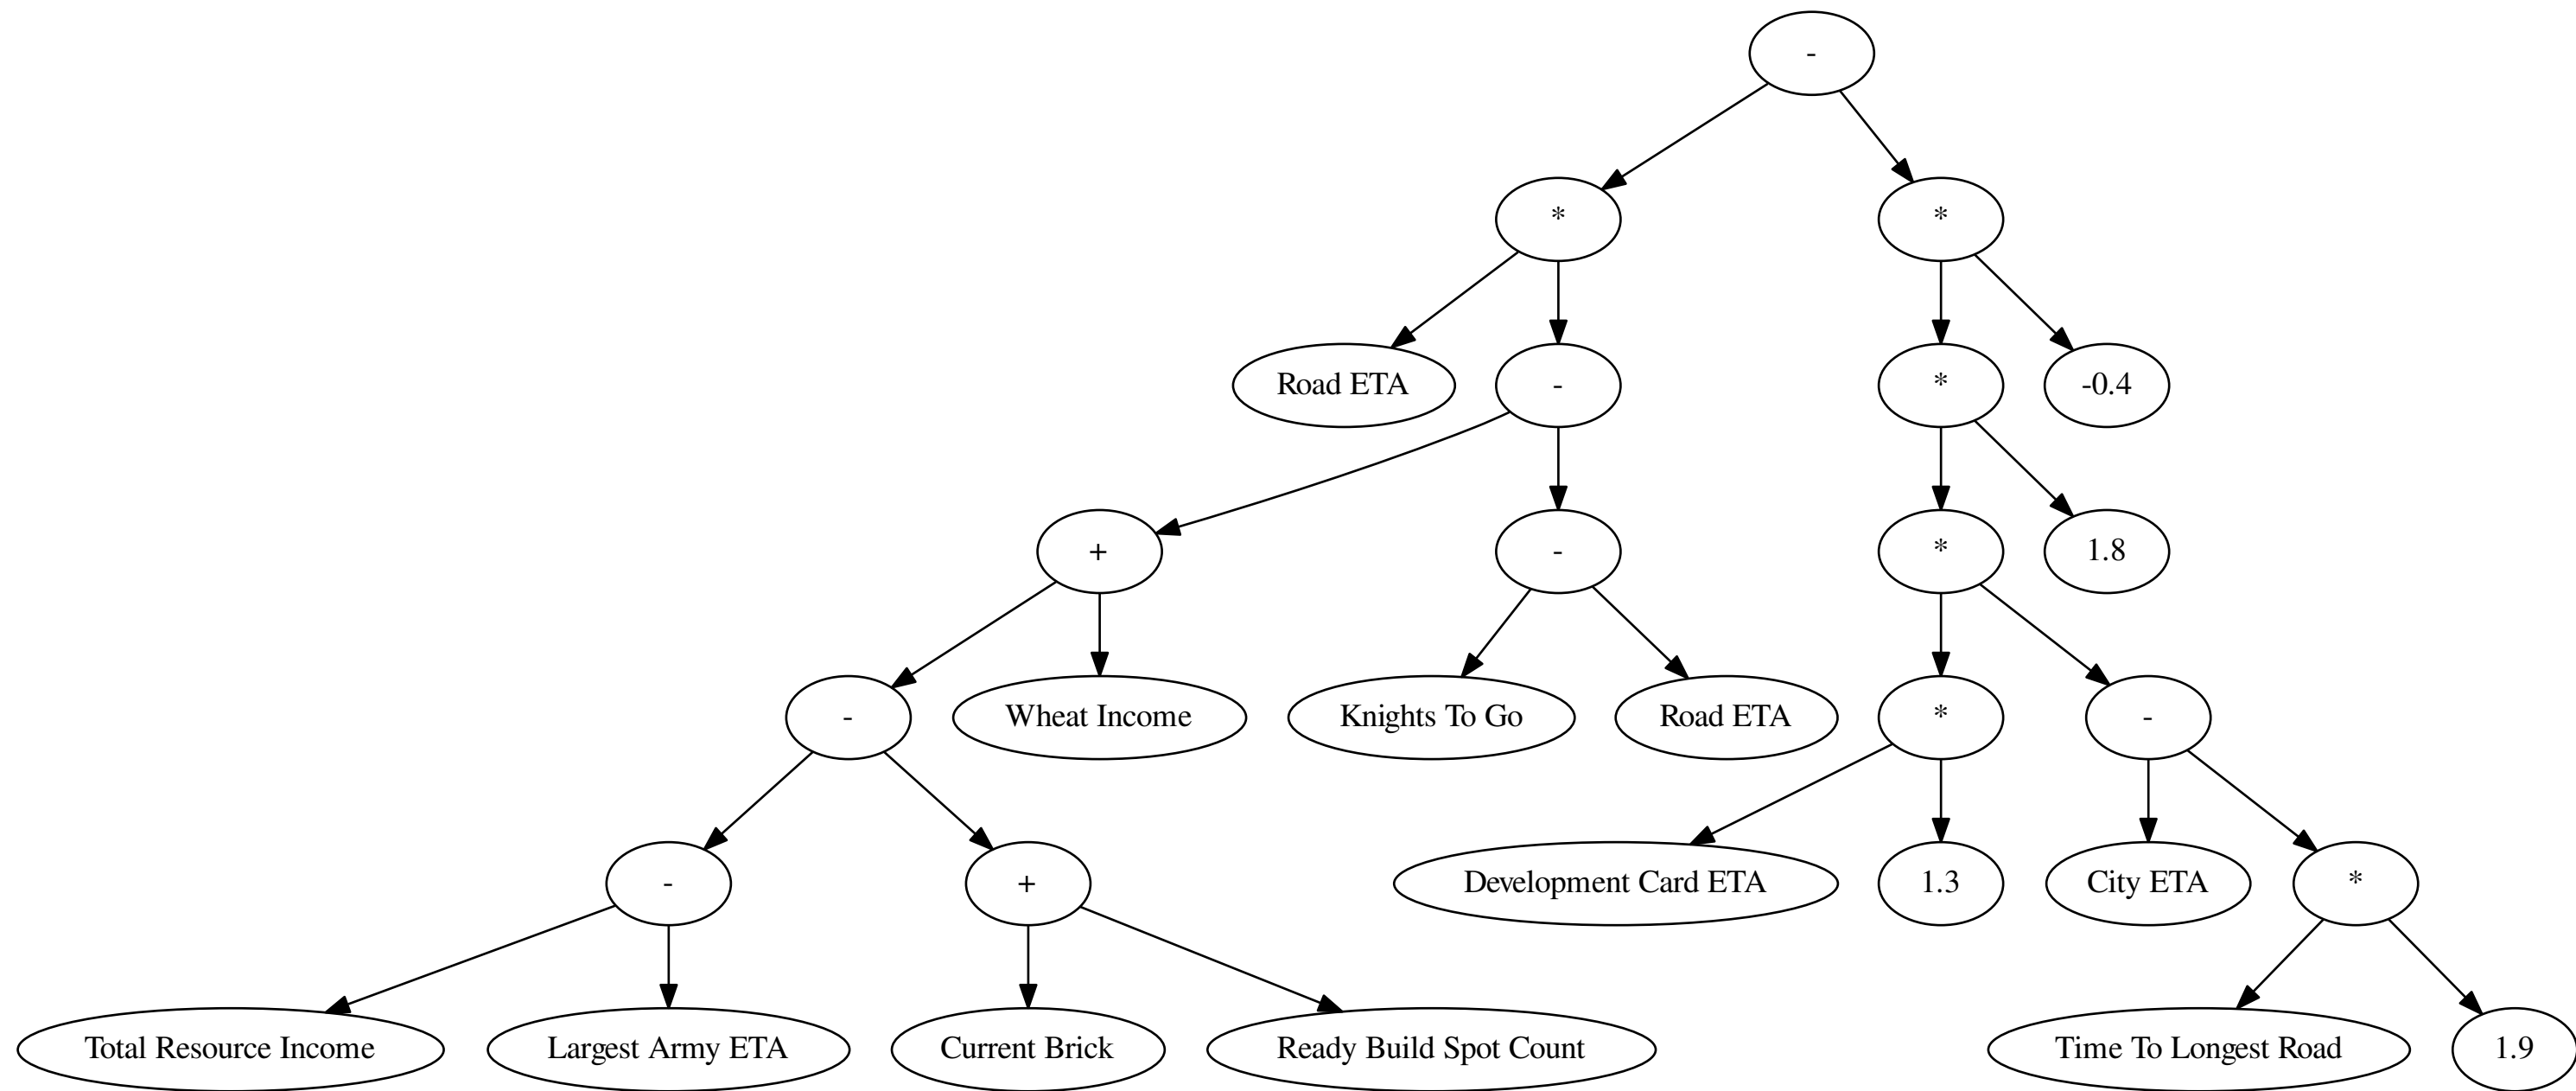 -
*
*
Road ETA
-
*
-0.4
+
-
*
1.8
-
Wheat Income
Knights To Go
Road ETA
*
-
-
+
Development Card ETA
1.3
City ETA
*
Total Resource Income
Largest Army ETA
Current Brick
Ready Build Spot Count
Time To Longest Road
1.9